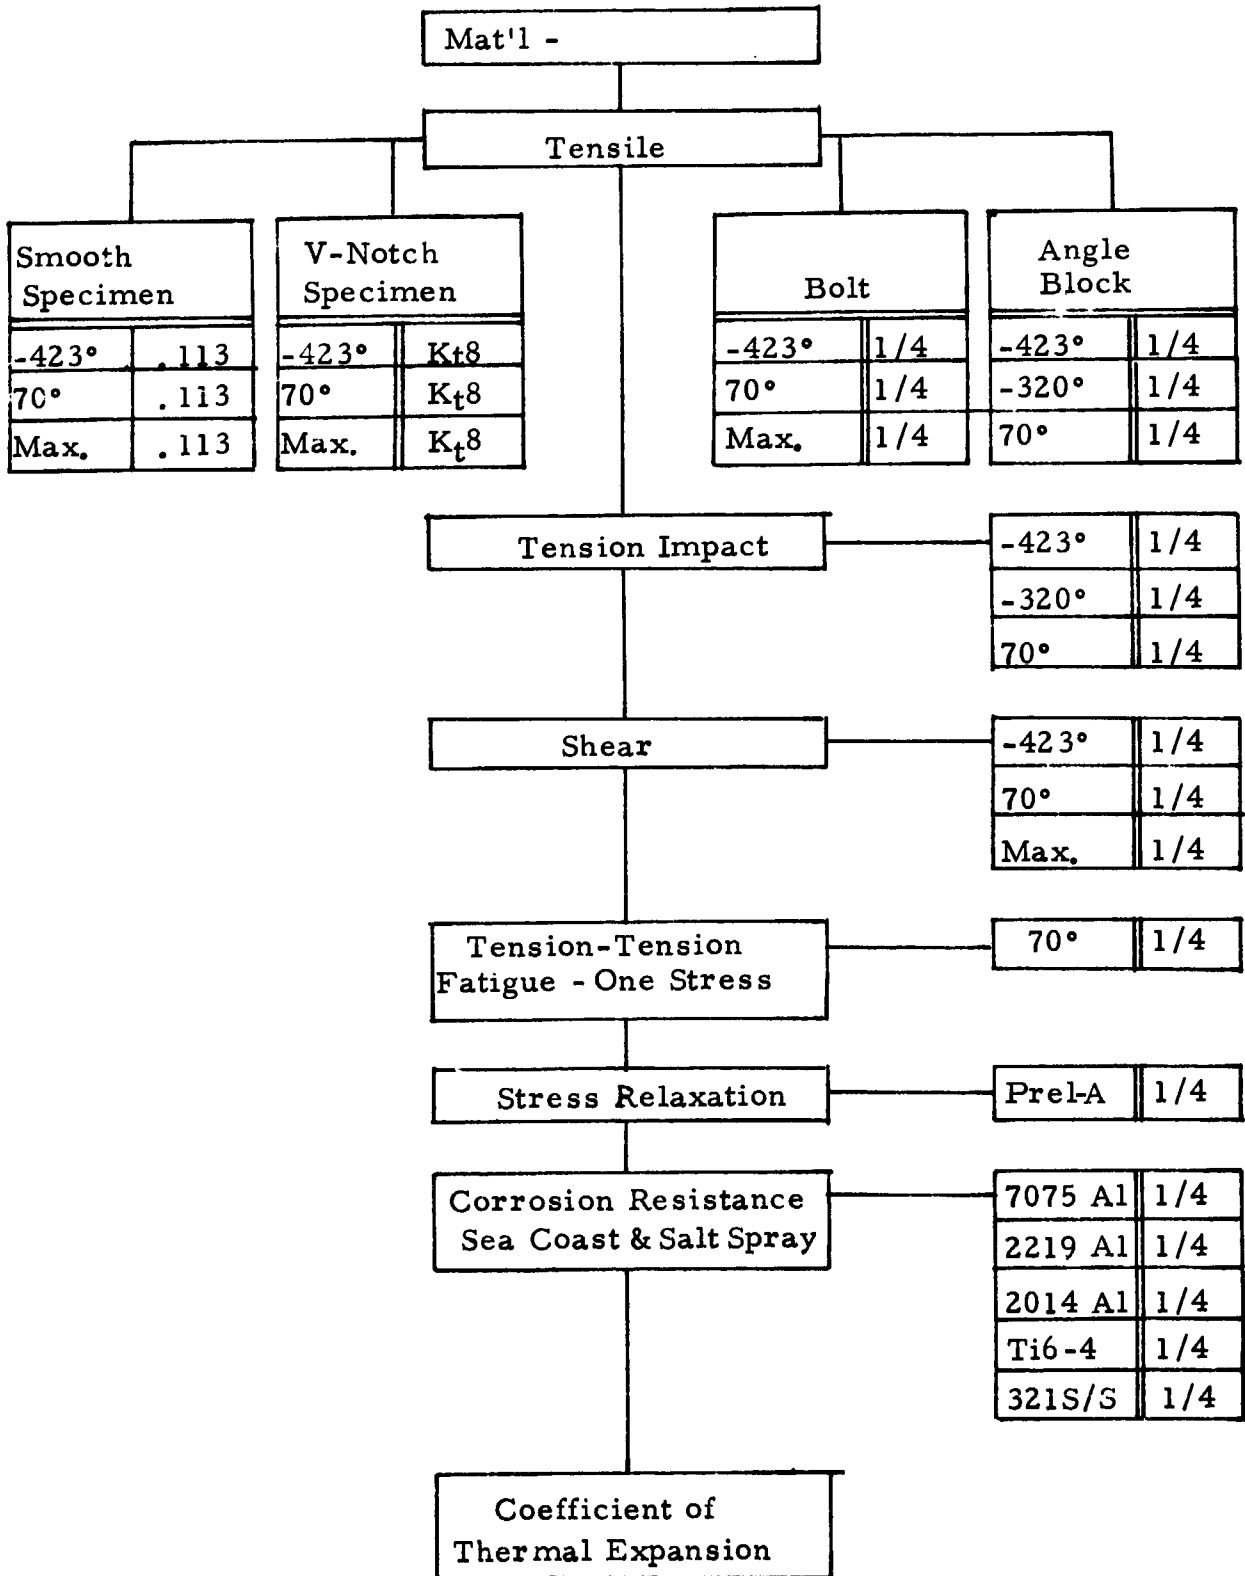 Mat'l -
Tensile
Smooth
Specimen
-423° .113
70° .113
Max. .113
V-Notch
Specimen
-423° Kt8
70° Kt8
Max. Kt8
Bolt
-423° 1/4
70° 1/4
Max. 1/4
Angle
Block
-423° 1/4
-320° 1/4
70° 1/4
Tension Impact
-423° 1/4
-320° 1/4
70° 1/4
Shear
-423° 1/4
70° 1/4
Max. 1/4
Tension-Tension
Fatigue - One Stress
70° 1/4
Stress Relaxation
Prel-A 1/4
Corrosion Resistance
Sea Coast & Salt Spray
7075 Al 1/4
2219 Al 1/4
2014 Al 1/4
Ti6-4 1/4
321S/S 1/4
Coefficient of
Thermal Expansion